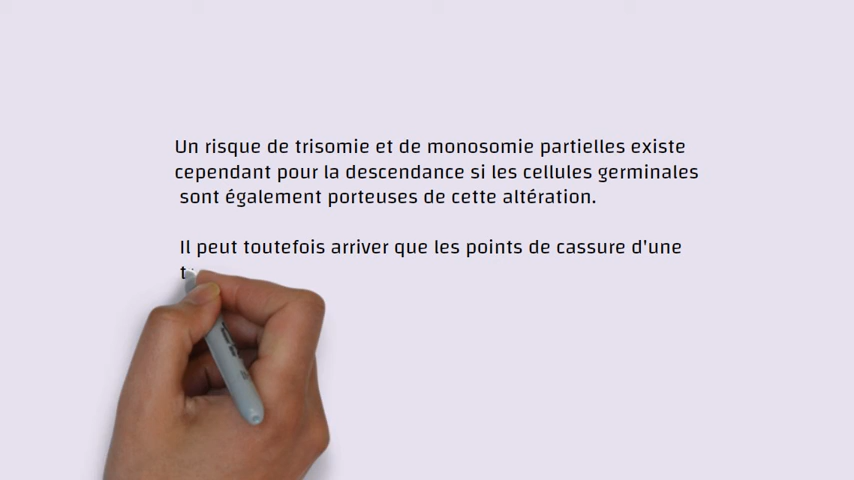 Un risque de trisomie et de monosomie partielles existe
cependant pour la descendance si les cellules germinales
sont également porteuses de cette altération.
Il peut toutefois arriver que les points de cassure d'une